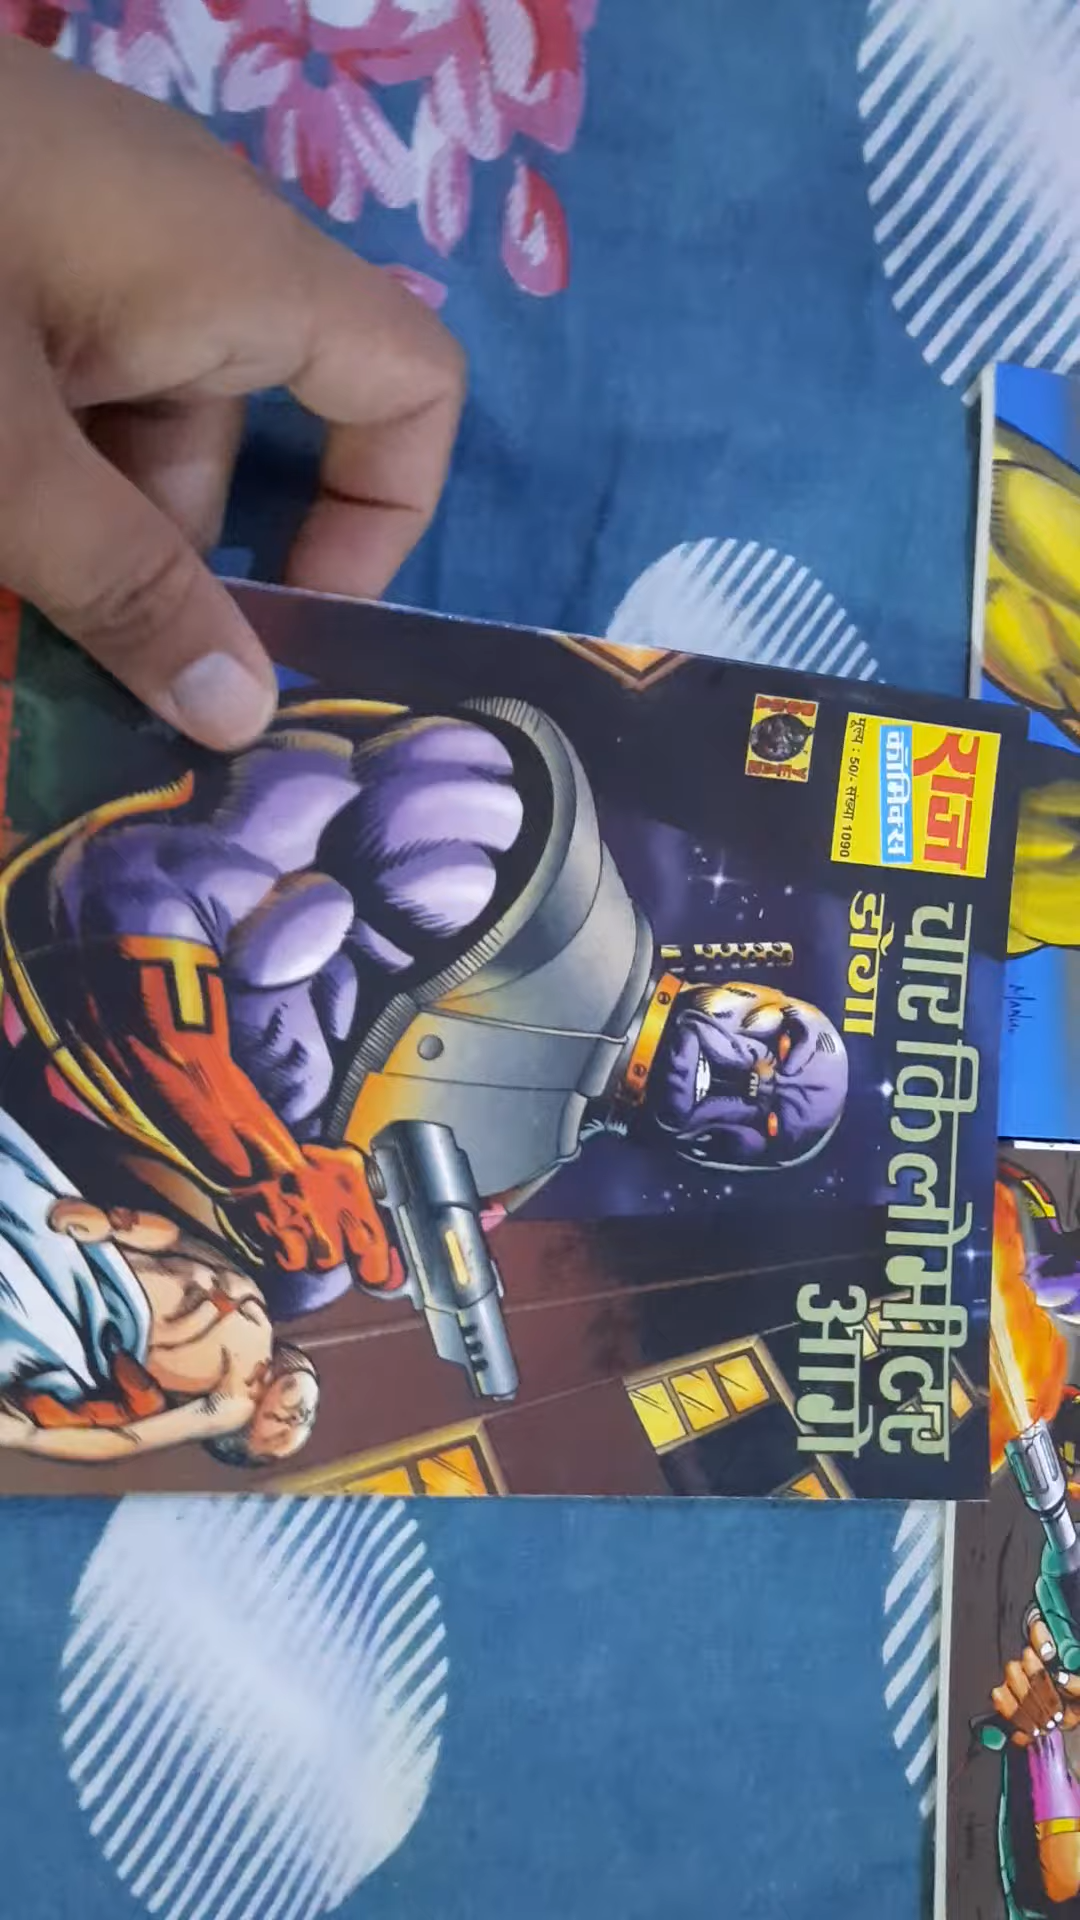 राज
कॉमिक्स
मूल्य : 50/- संख्या 1090
डोगा
चार किलोमीटर
आगे